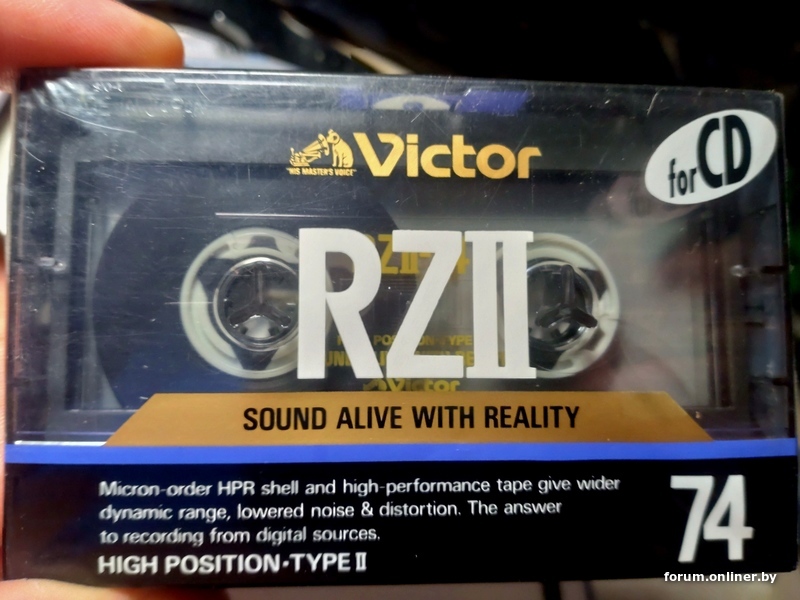 "HIS MASTER'S VOICE"
Victor
for CD
RZII
SOUND ALIVE WITH REALITY
Micron-order HPR shell and high-performance tape give wider
dynamic range, lowered noise & distortion. The answer
to recording from digital sources.
HIGH POSITION·TYPE II
74
Victor
forum.onliner.by